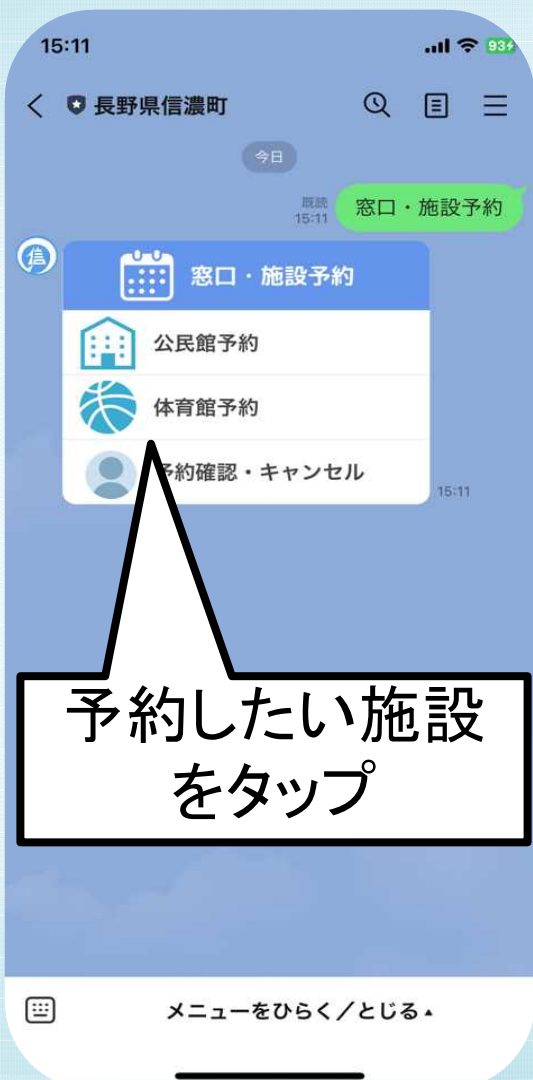 15:11
93
長野県信濃町
今日
既読
15:11
窓口・施設予約
信
窓口・施設予約
公民館予約
体育館予約
予約確認・キャンセル
15:11
予約したい施設
をタップ
メニューをひらく/とじる